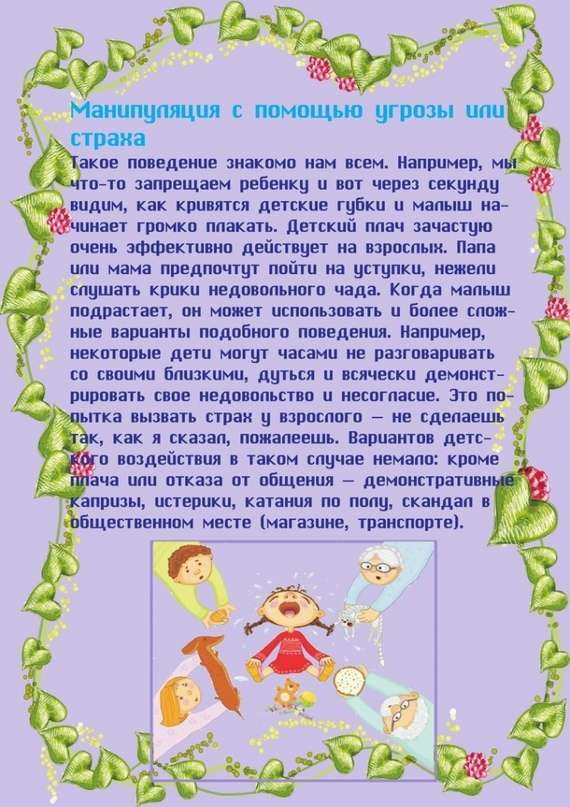 Манипуляция с помощью угрозы или
страха
Такое поведение знакомо нам всем. Например, мы
что-то запрещаем ребенку и вот через секунду
видим, как кривятся детские губки и малыш на-
чинает громко плакать. Детский плач зачастую
очень эффективно действует на взрослых. Папа
или мама предпочтут пойти на уступки, нежели
слушать крики недовольного чада. Когда малыш
подрастает, он может использовать и более слож-
ные варианты подобного поведения. Например,
некоторые дети могут часами не разговаривать
со своими близкими, дуться и всячески демонст-
рировать свое недовольство и несогласие. Это по-
пытка вызвать страх у взрослого — не сделаешь
так, как я сказал, пожалеешь. Вариантов детс-
кого воздействия в таком случае немало: кроме
плача или отказа от общения — демонстративные
капризы, истерики, катания по полу, скандал в
общественном месте (магазине, транспорте).